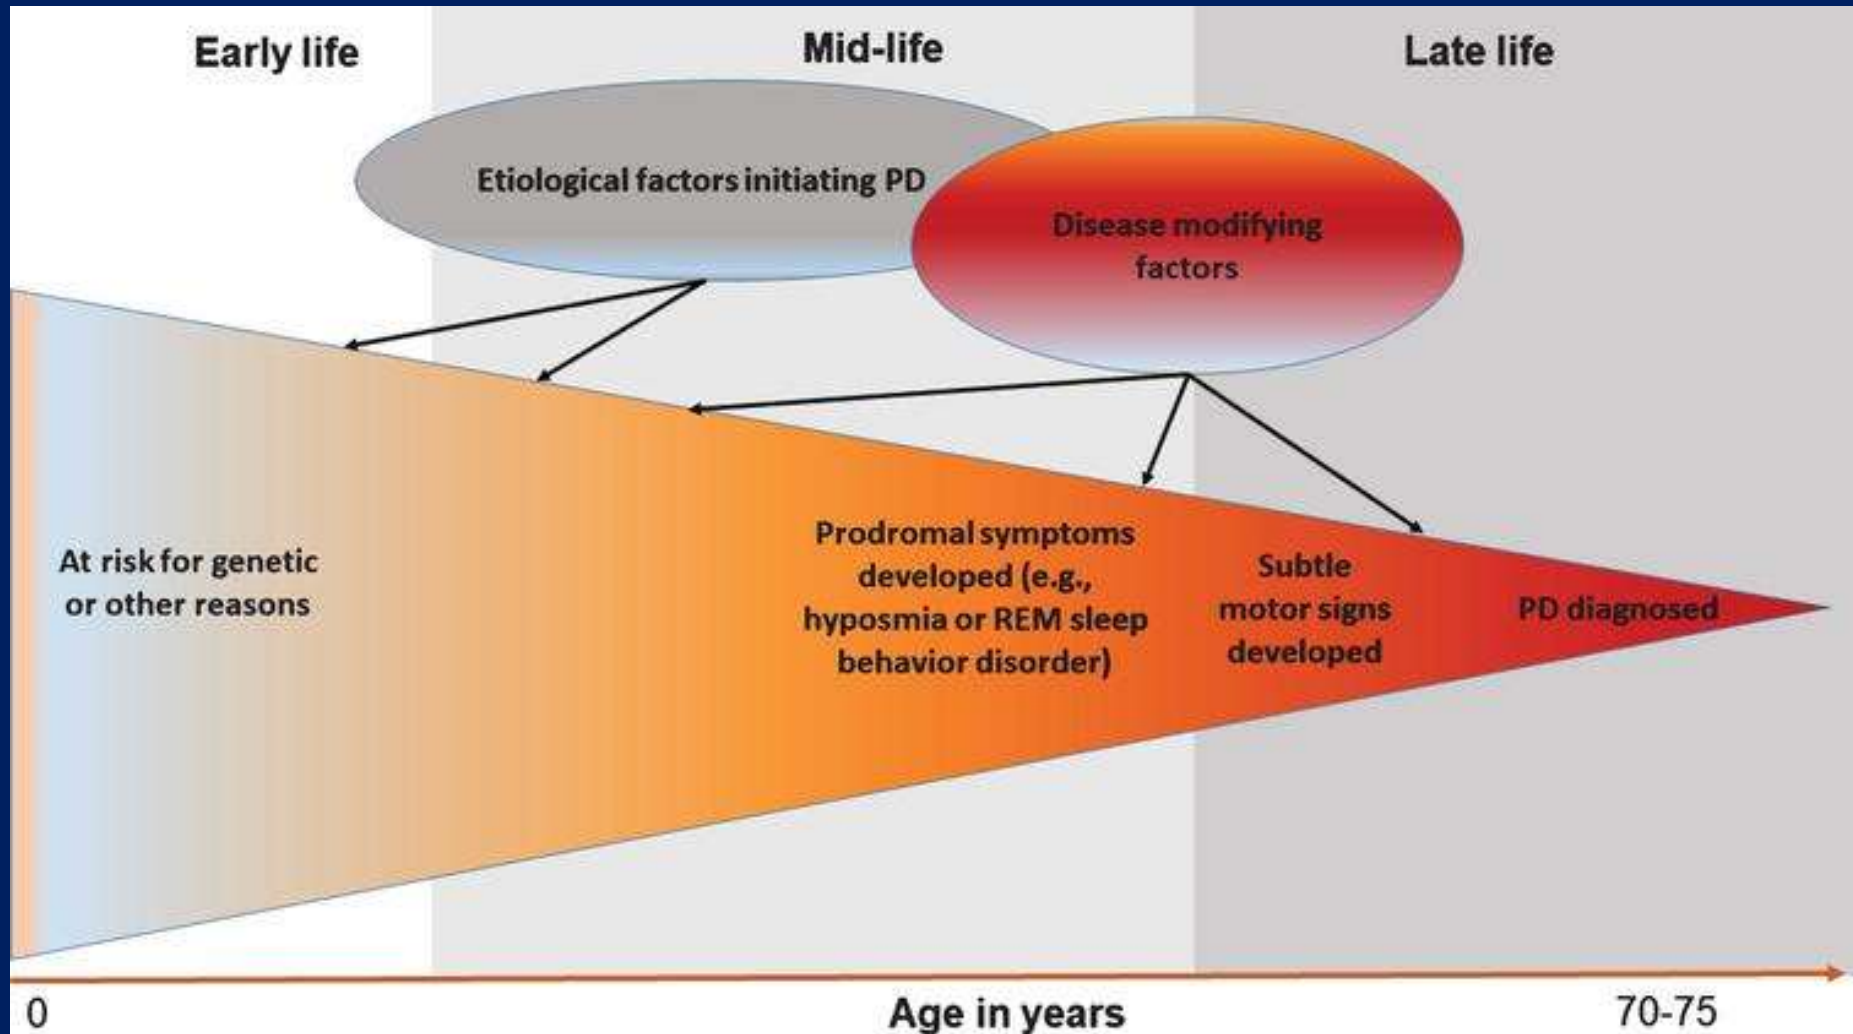 Early life
Mid-life
Late life
Etiological factors initiating PD
Disease modifying
factors
At risk for genetic
or other reasons
Prodromal symptoms
developed (e.g.,
hyposmia or REM sleep
behavior disorder)
Subtle
motor signs
developed
PD diagnosed
0
Age in years
70-75